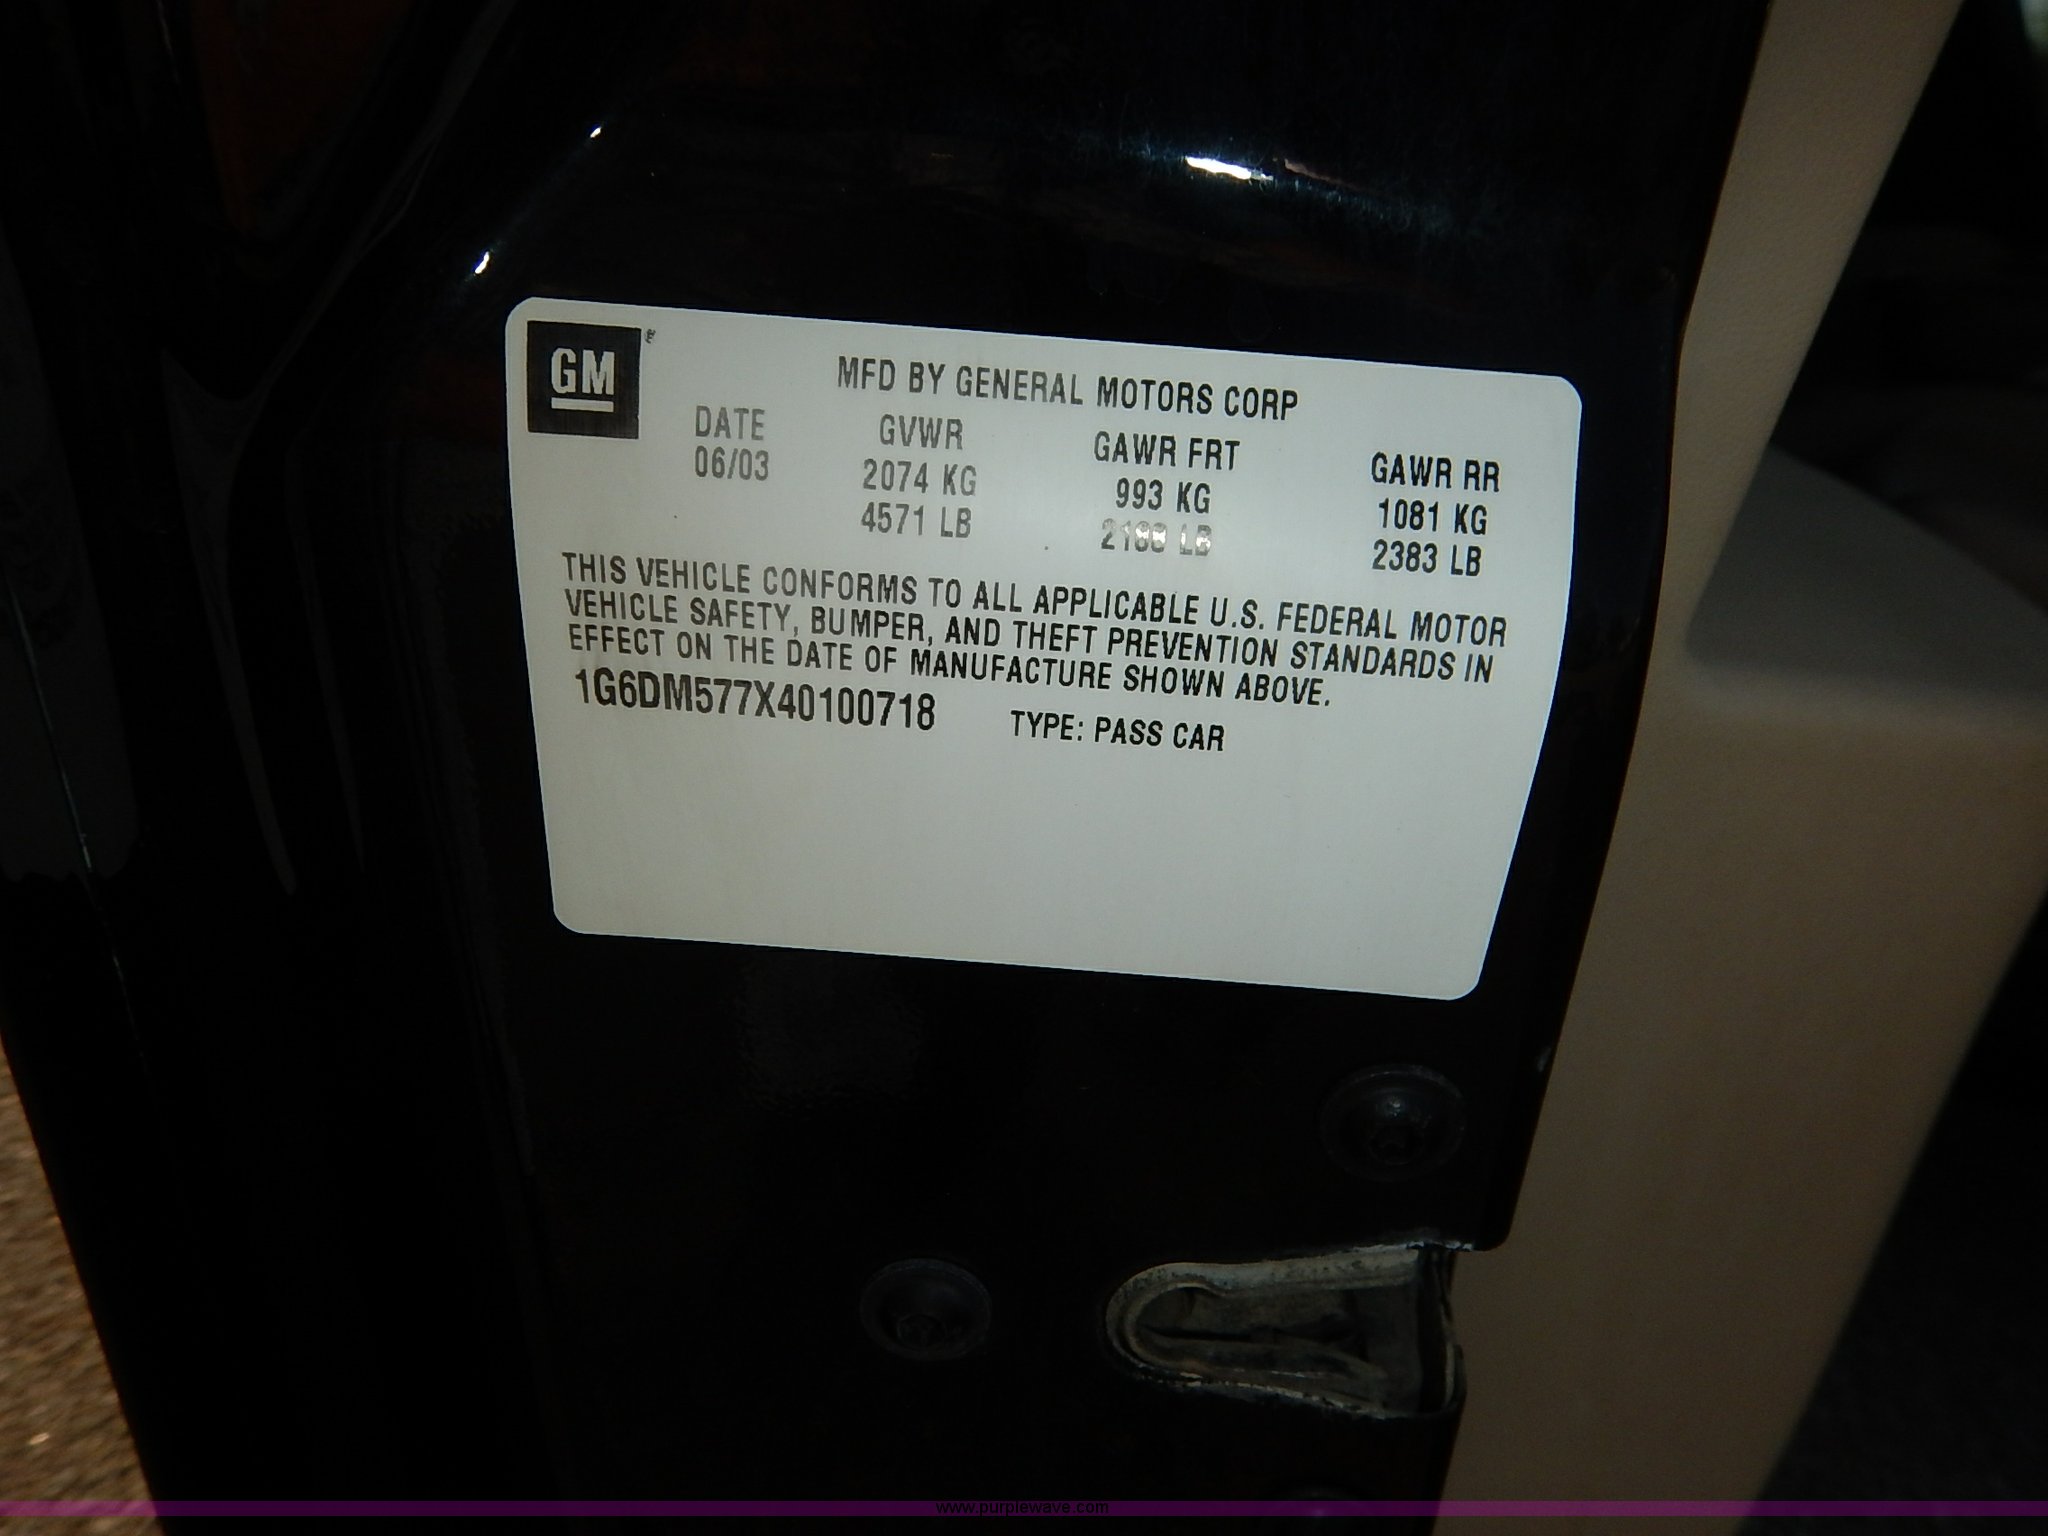 GM
MFD BY GENERAL MOTORS CORP
DATE GVWR GAWR FRT GAWR RR
06/03 2074 KG 993 KG 1081 KG
4571 LB 2188 LB 2383 LB
THIS VEHICLE CONFORMS TO ALL APPLICABLE U.S. FEDERAL MOTOR
VEHICLE SAFETY, BUMPER, AND THEFT PREVENTION STANDARDS IN
EFFECT ON THE DATE OF MANUFACTURE SHOWN ABOVE.
1G6DM577X40100718 TYPE: PASS CAR
www.purplewave.com